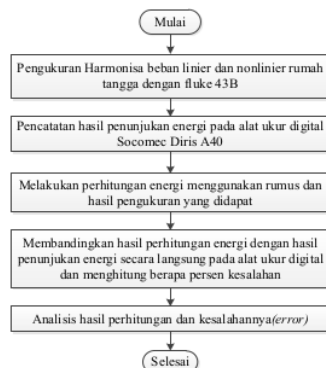 Mulai
Pengukuran Harmonisa beban linier dan nonlinier rumah
tangga dengan fluke 43B
Pencatatan hasil penunjukan energi pada alat ukur digital
Socomec Diris A40
Melakukan perhitungan energi menggunakan rumus dan
hasil pengukuran yang didapat
Membandingkan hasil perhitungan energi dengan hasil
penunjukan energi secara langsung pada alat ukur digital
dan menghitung berapa persen kesalahan
Analisis hasil perhitungan dan kesalahannya(error)
Selesai